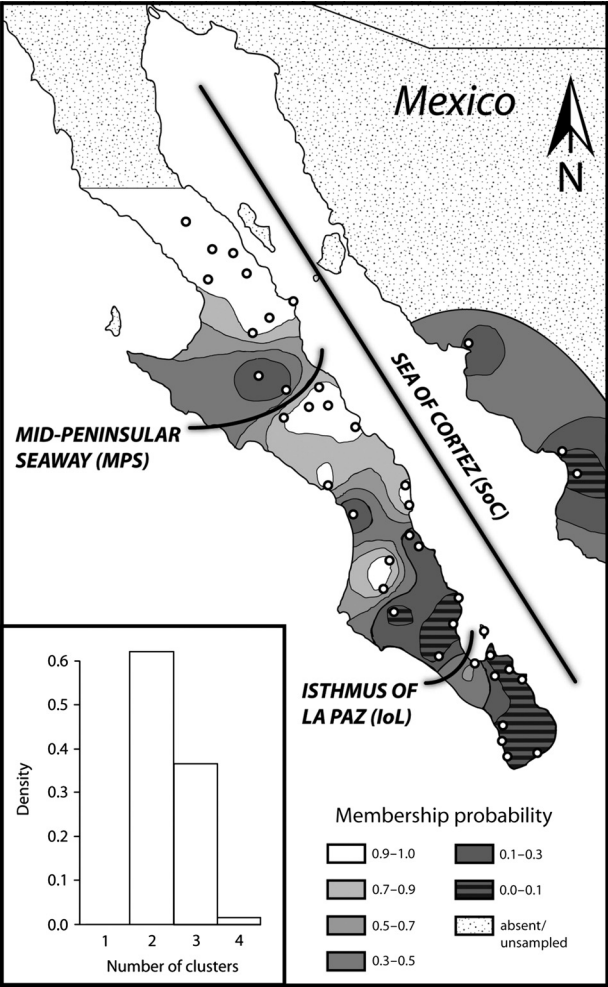 Mexico
N
SEA OF CORTEZ (SoC)
MID-PENINSULAR
SEAWAY (MPS)
ISTHMUS OF
LA PAZ (IoL)
Density
0.6
0.5
0.4
0.3
0.2
0.1
0.0
1 2 3 4
Number of clusters
Membership probability
0.9–1.0
0.7–0.9
0.5–0.7
0.3–0.5
0.1–0.3
0.0–0.1
absent/
unsampled